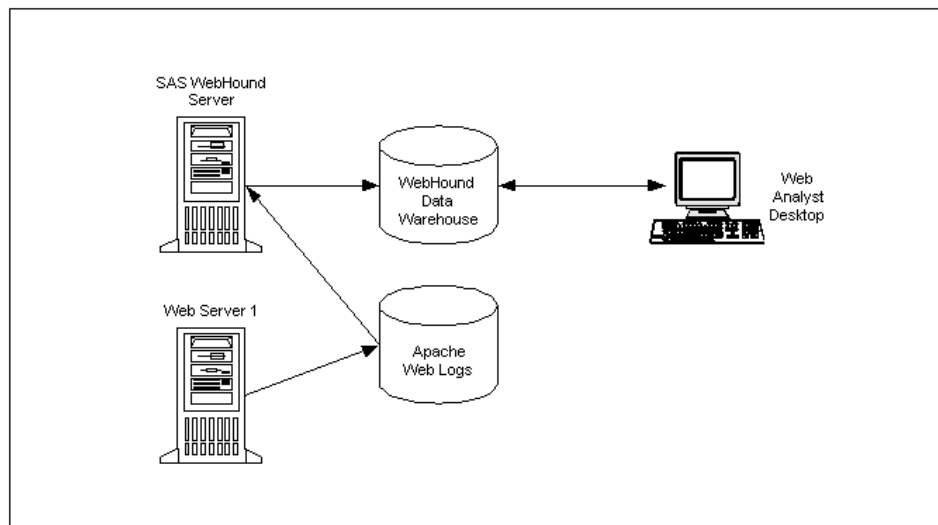 SAS WebHound
Server
WebHound
Data
Warehouse
Web
Analyst
Desktop
Web Server 1
Apache
Web Logs